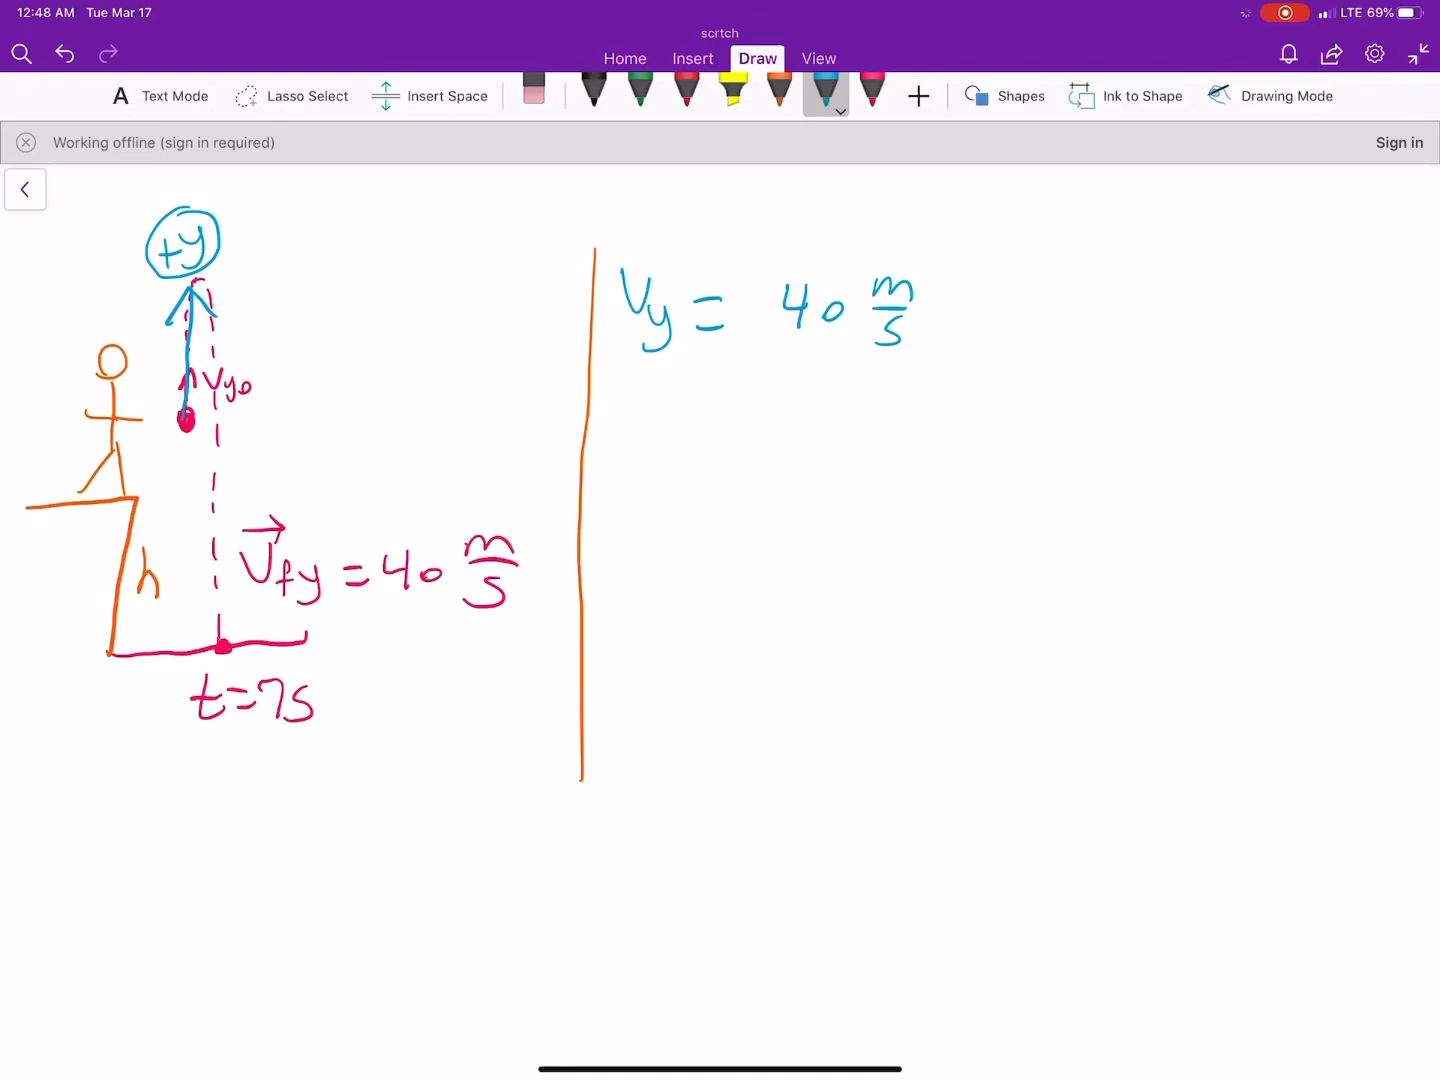 12:48 AM Tue Mar 17
LTE 69%
scrtch
Home Insert Draw View
A Text Mode Lasso Select Insert Space Shapes Ink to Shape Drawing Mode
Working offline (sign in required) Sign in
+y
Vy = 40 m/s
Vyo
h
V⃗fy = 40 m/s
t=7s